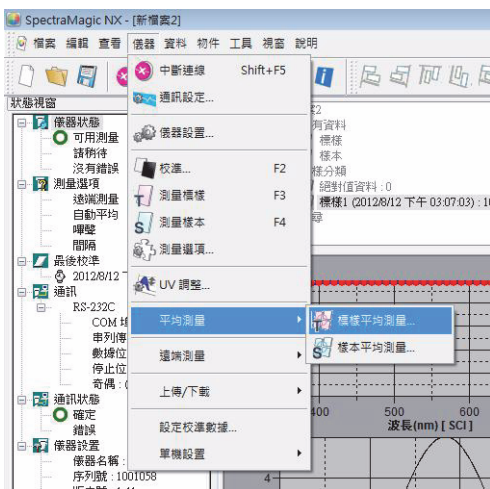 SpectraMagic NX - [新檔案2]
檔案 編輯 查看 儀器 資料 物件 工具 視窗 說明
狀態視窗
儀器狀態
可用測量
請稍待
沒有錯誤
測量選項
遠端測量
自動平均
嗶聲
間隔
最後校準
2012/8/12
通訊
RS-232C
COM
串列傳
數據位
停止位
奇偶 :
通訊狀態
確定
錯誤
儀器設置
儀器名稱 :
序列號 : 1001058
中斷連線 Shift+F5
通訊設定...
儀器設置...
校準... F2
測量標樣 F3
測量樣本 F4
測量選項...
UV 調整...
平均測量
遠端測量
上傳/下載
設定校準數據...
單機設置
標樣平均測量...
樣本平均測量...
案2
有資料
標樣
樣本
樣分類
絕對值資料 : 0
標樣1 (2012/8/12 下午 03:07:03) : 1
尋
400 500 600
波長(nm) [ SCI ]
4